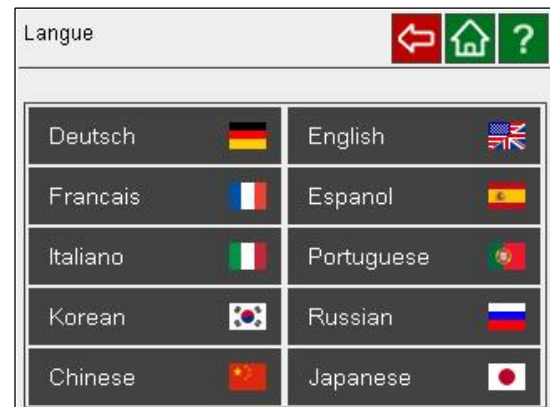 Langue
?
Deutsch
English
Francais
Espanol
Italiano
Portuguese
Korean
Russian
Chinese
Japanese